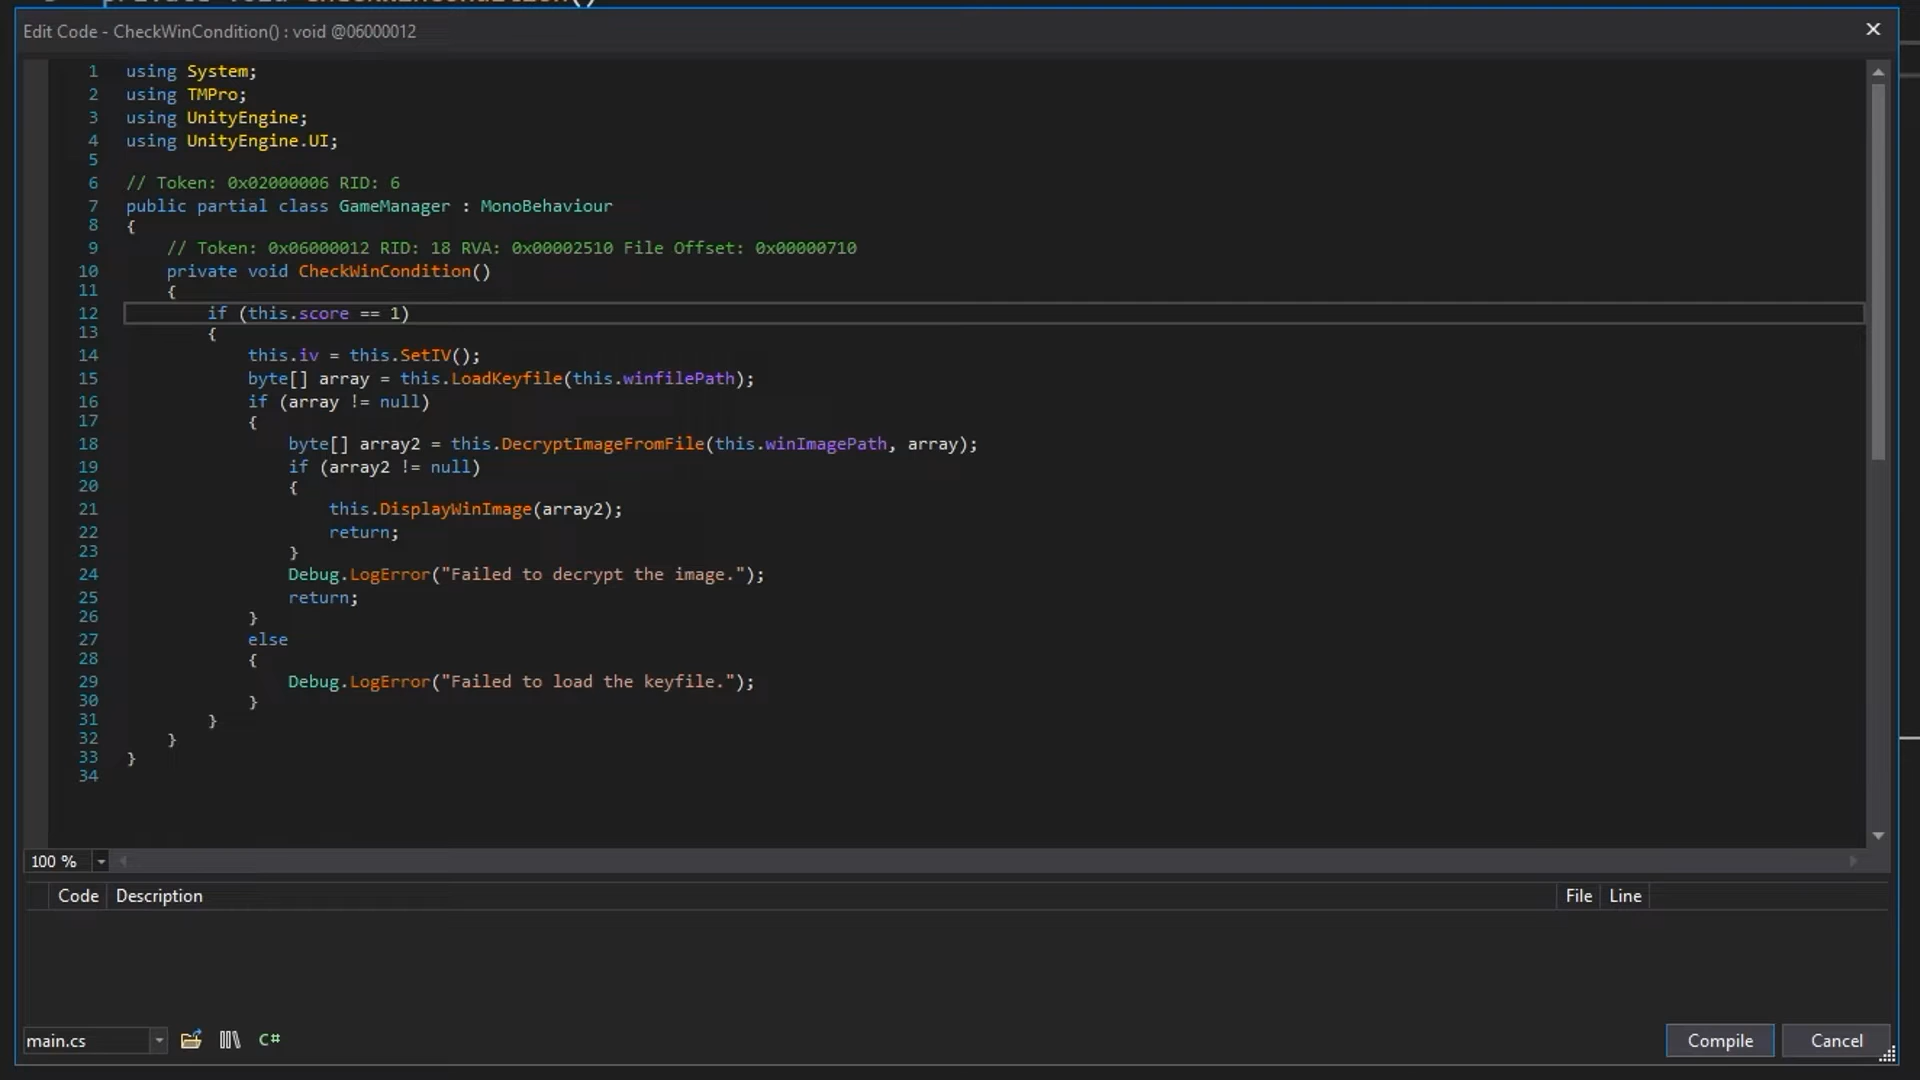 private void CheckWinCondition()
Edit Code - CheckWinCondition() : void @06000012
1 using System;
2 using TMPro;
3 using UnityEngine;
4 using UnityEngine.UI;
5
6 // Token: 0x02000006 RID: 6
7 public partial class GameManager : MonoBehaviour
8 {
9 // Token: 0x06000012 RID: 18 RVA: 0x00002510 File Offset: 0x00000710
10 private void CheckWinCondition()
11 {
12 if (this.score == 1)
13 {
14 this.iv = this.SetIV();
15 byte[] array = this.LoadKeyfile(this.winfilePath);
16 if (array != null)
17 {
18 byte[] array2 = this.DecryptImageFromFile(this.winImagePath, array);
19 if (array2 != null)
20 {
21 this.DisplayWinImage(array2);
22 return;
23 }
24 Debug.LogError("Failed to decrypt the image.");
25 return;
26 }
27 else
28 {
29 Debug.LogError("Failed to load the keyfile.");
30 }
31 }
32 }
33 }
34
100 %
Code Description File Line
main.cs C# Compile Cancel